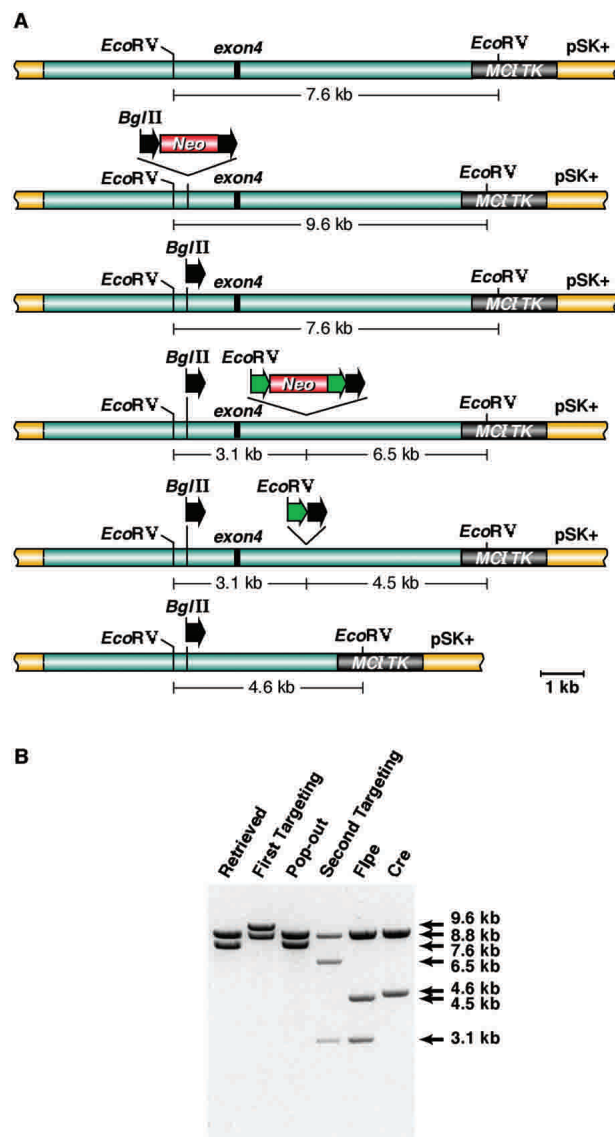 A
EcoRV exon4 EcoRV pSK+
MC1 TK
7.6 kb
BglII
Neo
EcoRV exon4 EcoRV pSK+
MC1 TK
9.6 kb
BglII
EcoRV exon4 EcoRV pSK+
MC1 TK
7.6 kb
BglII EcoRV
Neo
EcoRV exon4 EcoRV pSK+
MC1 TK
3.1 kb 6.5 kb
BglII EcoRV
EcoRV exon4 EcoRV pSK+
MC1 TK
3.1 kb 4.5 kb
BglII
EcoRV EcoRV pSK+
MC1 TK
4.6 kb
1 kb
B
Retrieved First Targeting Pop-out Second Targeting Flpe Cre
9.6 kb
8.8 kb
7.6 kb
6.5 kb
4.6 kb
4.5 kb
3.1 kb